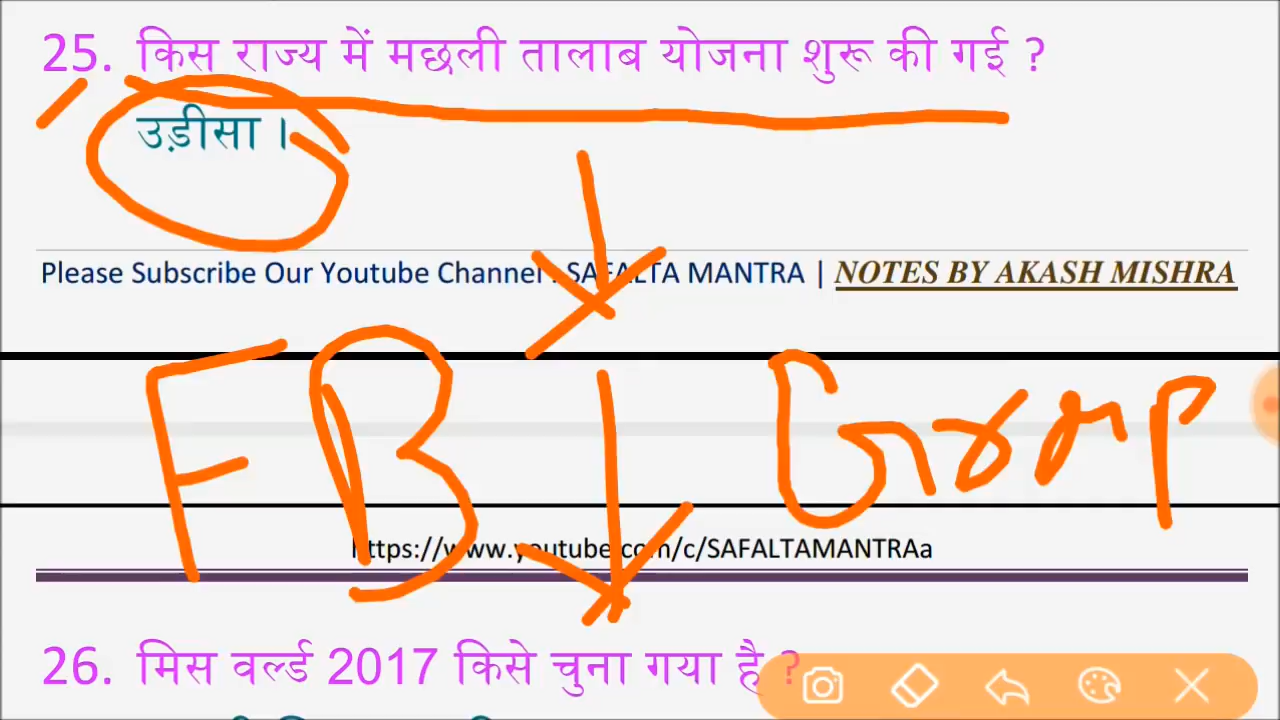 25. किस राज्य में मछली तालाब योजना शुरू की गई ?
उड़ीसा ।
Please Subscribe Our Youtube Channel : SAFALTA MANTRA | NOTES BY AKASH MISHRA
FB Group
https://www.youtube.com/c/SAFALTAMANTRAa
26. मिस वर्ल्ड 2017 किसे चुना गया है ?